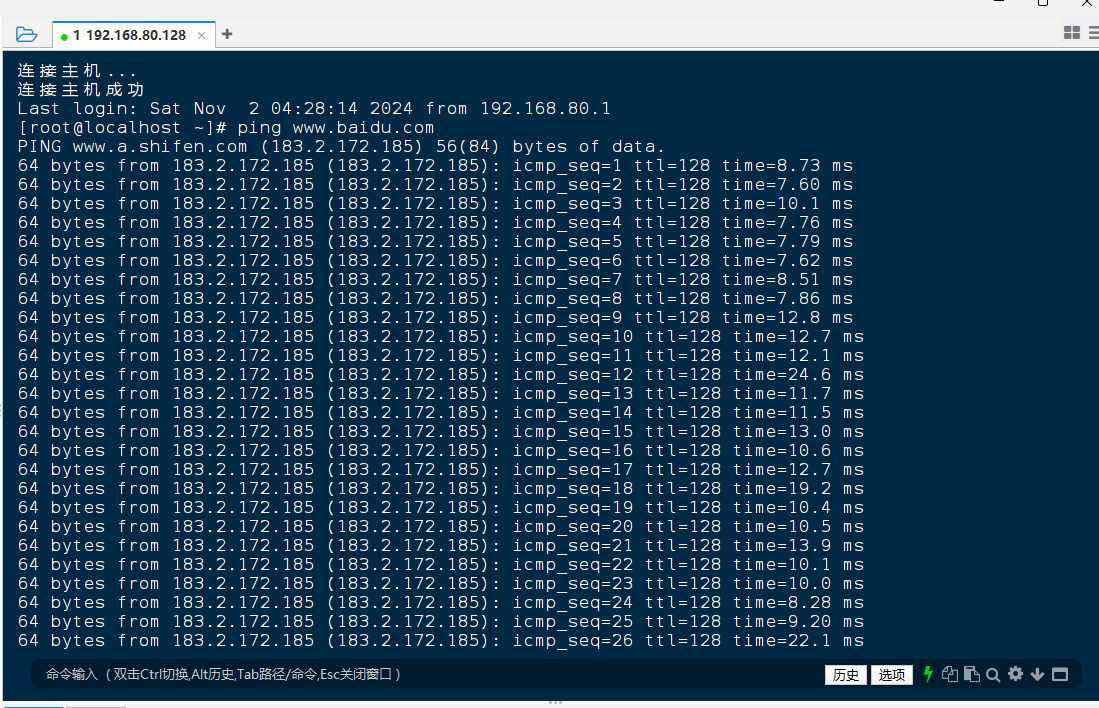 1 192.168.80.128
连接主机...
连接主机成功
Last login: Sat Nov  2 04:28:14 2024 from 192.168.80.1
[root@localhost ~]# ping www.baidu.com
PING www.a.shifen.com (183.2.172.185) 56(84) bytes of data.
64 bytes from 183.2.172.185 (183.2.172.185): icmp_seq=1 ttl=128 time=8.73 ms
64 bytes from 183.2.172.185 (183.2.172.185): icmp_seq=2 ttl=128 time=7.60 ms
64 bytes from 183.2.172.185 (183.2.172.185): icmp_seq=3 ttl=128 time=10.1 ms
64 bytes from 183.2.172.185 (183.2.172.185): icmp_seq=4 ttl=128 time=7.76 ms
64 bytes from 183.2.172.185 (183.2.172.185): icmp_seq=5 ttl=128 time=7.79 ms
64 bytes from 183.2.172.185 (183.2.172.185): icmp_seq=6 ttl=128 time=7.62 ms
64 bytes from 183.2.172.185 (183.2.172.185): icmp_seq=7 ttl=128 time=8.51 ms
64 bytes from 183.2.172.185 (183.2.172.185): icmp_seq=8 ttl=128 time=7.86 ms
64 bytes from 183.2.172.185 (183.2.172.185): icmp_seq=9 ttl=128 time=12.8 ms
64 bytes from 183.2.172.185 (183.2.172.185): icmp_seq=10 ttl=128 time=12.7 ms
64 bytes from 183.2.172.185 (183.2.172.185): icmp_seq=11 ttl=128 time=12.1 ms
64 bytes from 183.2.172.185 (183.2.172.185): icmp_seq=12 ttl=128 time=24.6 ms
64 bytes from 183.2.172.185 (183.2.172.185): icmp_seq=13 ttl=128 time=11.7 ms
64 bytes from 183.2.172.185 (183.2.172.185): icmp_seq=14 ttl=128 time=11.5 ms
64 bytes from 183.2.172.185 (183.2.172.185): icmp_seq=15 ttl=128 time=13.0 ms
64 bytes from 183.2.172.185 (183.2.172.185): icmp_seq=16 ttl=128 time=10.6 ms
64 bytes from 183.2.172.185 (183.2.172.185): icmp_seq=17 ttl=128 time=12.7 ms
64 bytes from 183.2.172.185 (183.2.172.185): icmp_seq=18 ttl=128 time=19.2 ms
64 bytes from 183.2.172.185 (183.2.172.185): icmp_seq=19 ttl=128 time=10.4 ms
64 bytes from 183.2.172.185 (183.2.172.185): icmp_seq=20 ttl=128 time=10.5 ms
64 bytes from 183.2.172.185 (183.2.172.185): icmp_seq=21 ttl=128 time=13.9 ms
64 bytes from 183.2.172.185 (183.2.172.185): icmp_seq=22 ttl=128 time=10.1 ms
64 bytes from 183.2.172.185 (183.2.172.185): icmp_seq=23 ttl=128 time=10.0 ms
64 bytes from 183.2.172.185 (183.2.172.185): icmp_seq=24 ttl=128 time=8.28 ms
64 bytes from 183.2.172.185 (183.2.172.185): icmp_seq=25 ttl=128 time=9.20 ms
64 bytes from 183.2.172.185 (183.2.172.185): icmp_seq=26 ttl=128 time=22.1 ms
命令输入（双击Ctrl切换,Alt历史,Tab路径/命令,Esc关闭窗口） 历史 选项